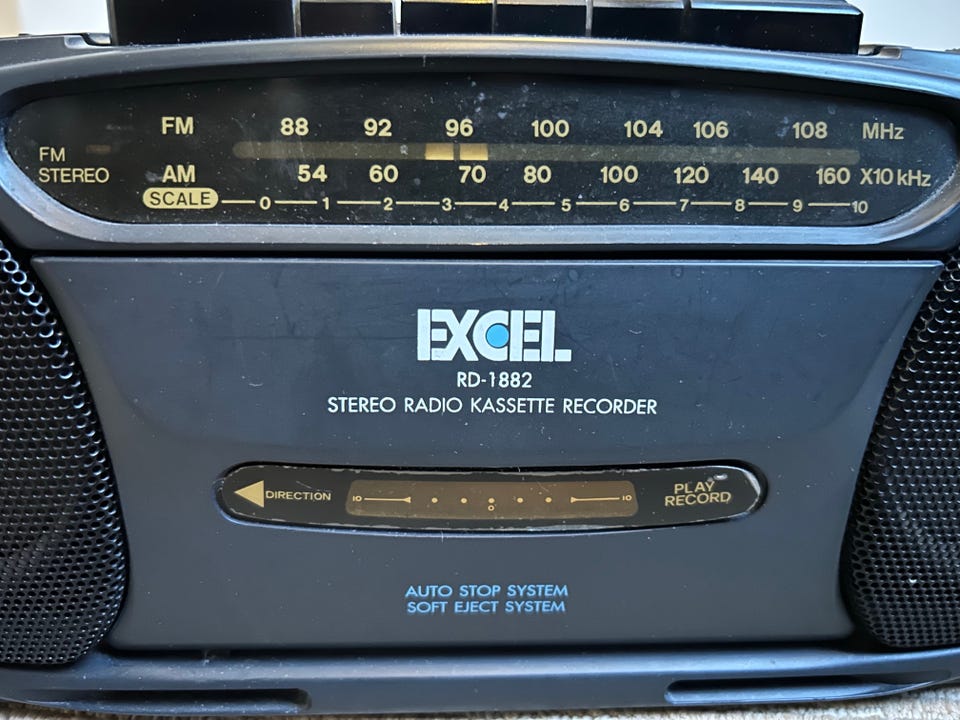 FM 88 92 96 100 104 106 108 MHz
FM STEREO
AM 54 60 70 80 100 120 140 160 X10 kHz
SCALE 0 1 2 3 4 5 6 7 8 9 10
EXCEL
RD-1882
STEREO RADIO KASSETTE RECORDER
DIRECTION 10 0 10 PLAY
RECORD
AUTO STOP SYSTEM
SOFT EJECT SYSTEM